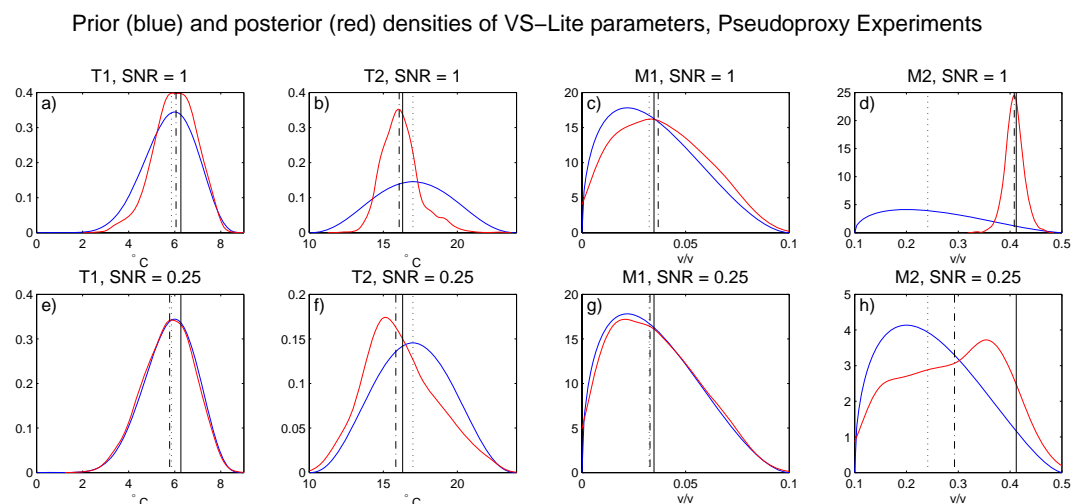 Prior (blue) and posterior (red) densities of VS−Lite parameters, Pseudoproxy Experiments
T1, SNR = 1
a)
0.4
0.3
0.2
0.1
0
0 2 4 6 8
°C
T2, SNR = 1
b)
0.4
0.3
0.2
0.1
0
10 15 20
°C
M1, SNR = 1
c)
20
15
10
5
0
0 0.05 0.1
v/v
M2, SNR = 1
d)
25
20
15
10
5
0
0.1 0.2 0.3 0.4 0.5
v/v
T1, SNR = 0.25
e)
0.4
0.3
0.2
0.1
0
0 2 4 6 8
°C
T2, SNR = 0.25
f)
0.2
0.15
0.1
0.05
0
10 15 20
°C
M1, SNR = 0.25
g)
20
15
10
5
0
0 0.05 0.1
v/v
M2, SNR = 0.25
h)
5
4
3
2
1
0
0.1 0.2 0.3 0.4 0.5
v/v